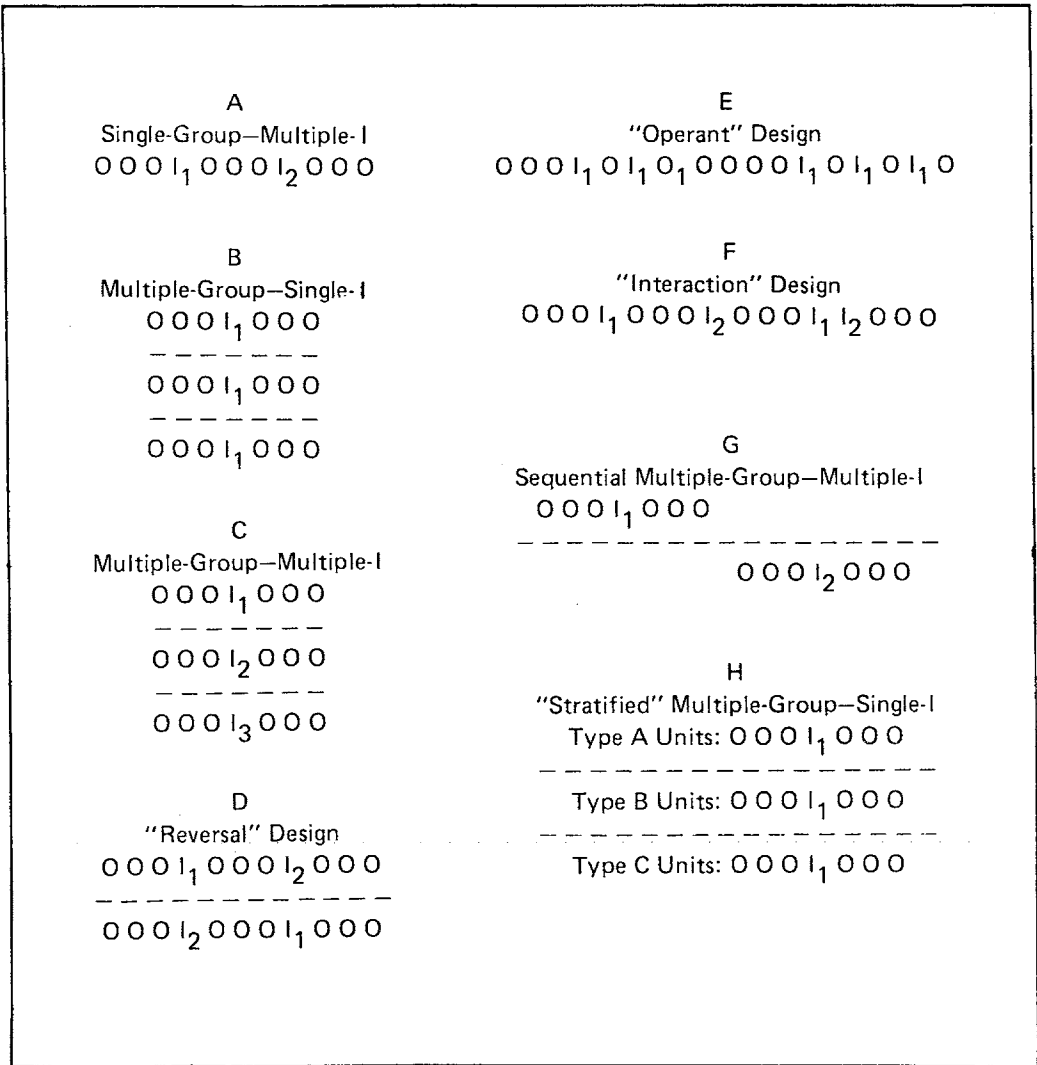 A
Single-Group—Multiple-I
O O O I₁ O O O I₂ O O O
B
Multiple-Group—Single-I
O O O I₁ O O O
— — — — — — —
O O O I₁ O O O
— — — — — — —
O O O I₁ O O O
C
Multiple-Group—Multiple-I
O O O I₁ O O O
— — — — — — —
O O O I₂ O O O
— — — — — — —
O O O I₃ O O O
D
"Reversal" Design
O O O I₁ O O O I₂ O O O
— — — — — — — — — — — — —
O O O I₂ O O O I₁ O O O
E
"Operant" Design
O O O I₁ O I₁ O₁ O O O O I₁ O I₁ O I₁ O
F
"Interaction" Design
O O O I₁ O O O I₂ O O O I₁ I₂ O O O
G
Sequential Multiple-Group—Multiple-I
O O O I₁ O O O
— — — — — — — — — — — — — — — — —
O O O I₂ O O O
H
"Stratified" Multiple-Group—Single-I
Type A Units: O O O I₁ O O O
— — — — — — — — — — — — — — — —
Type B Units: O O O I₁ O O O
— — — — — — — — — — — — — — — —
Type C Units: O O O I₁ O O O